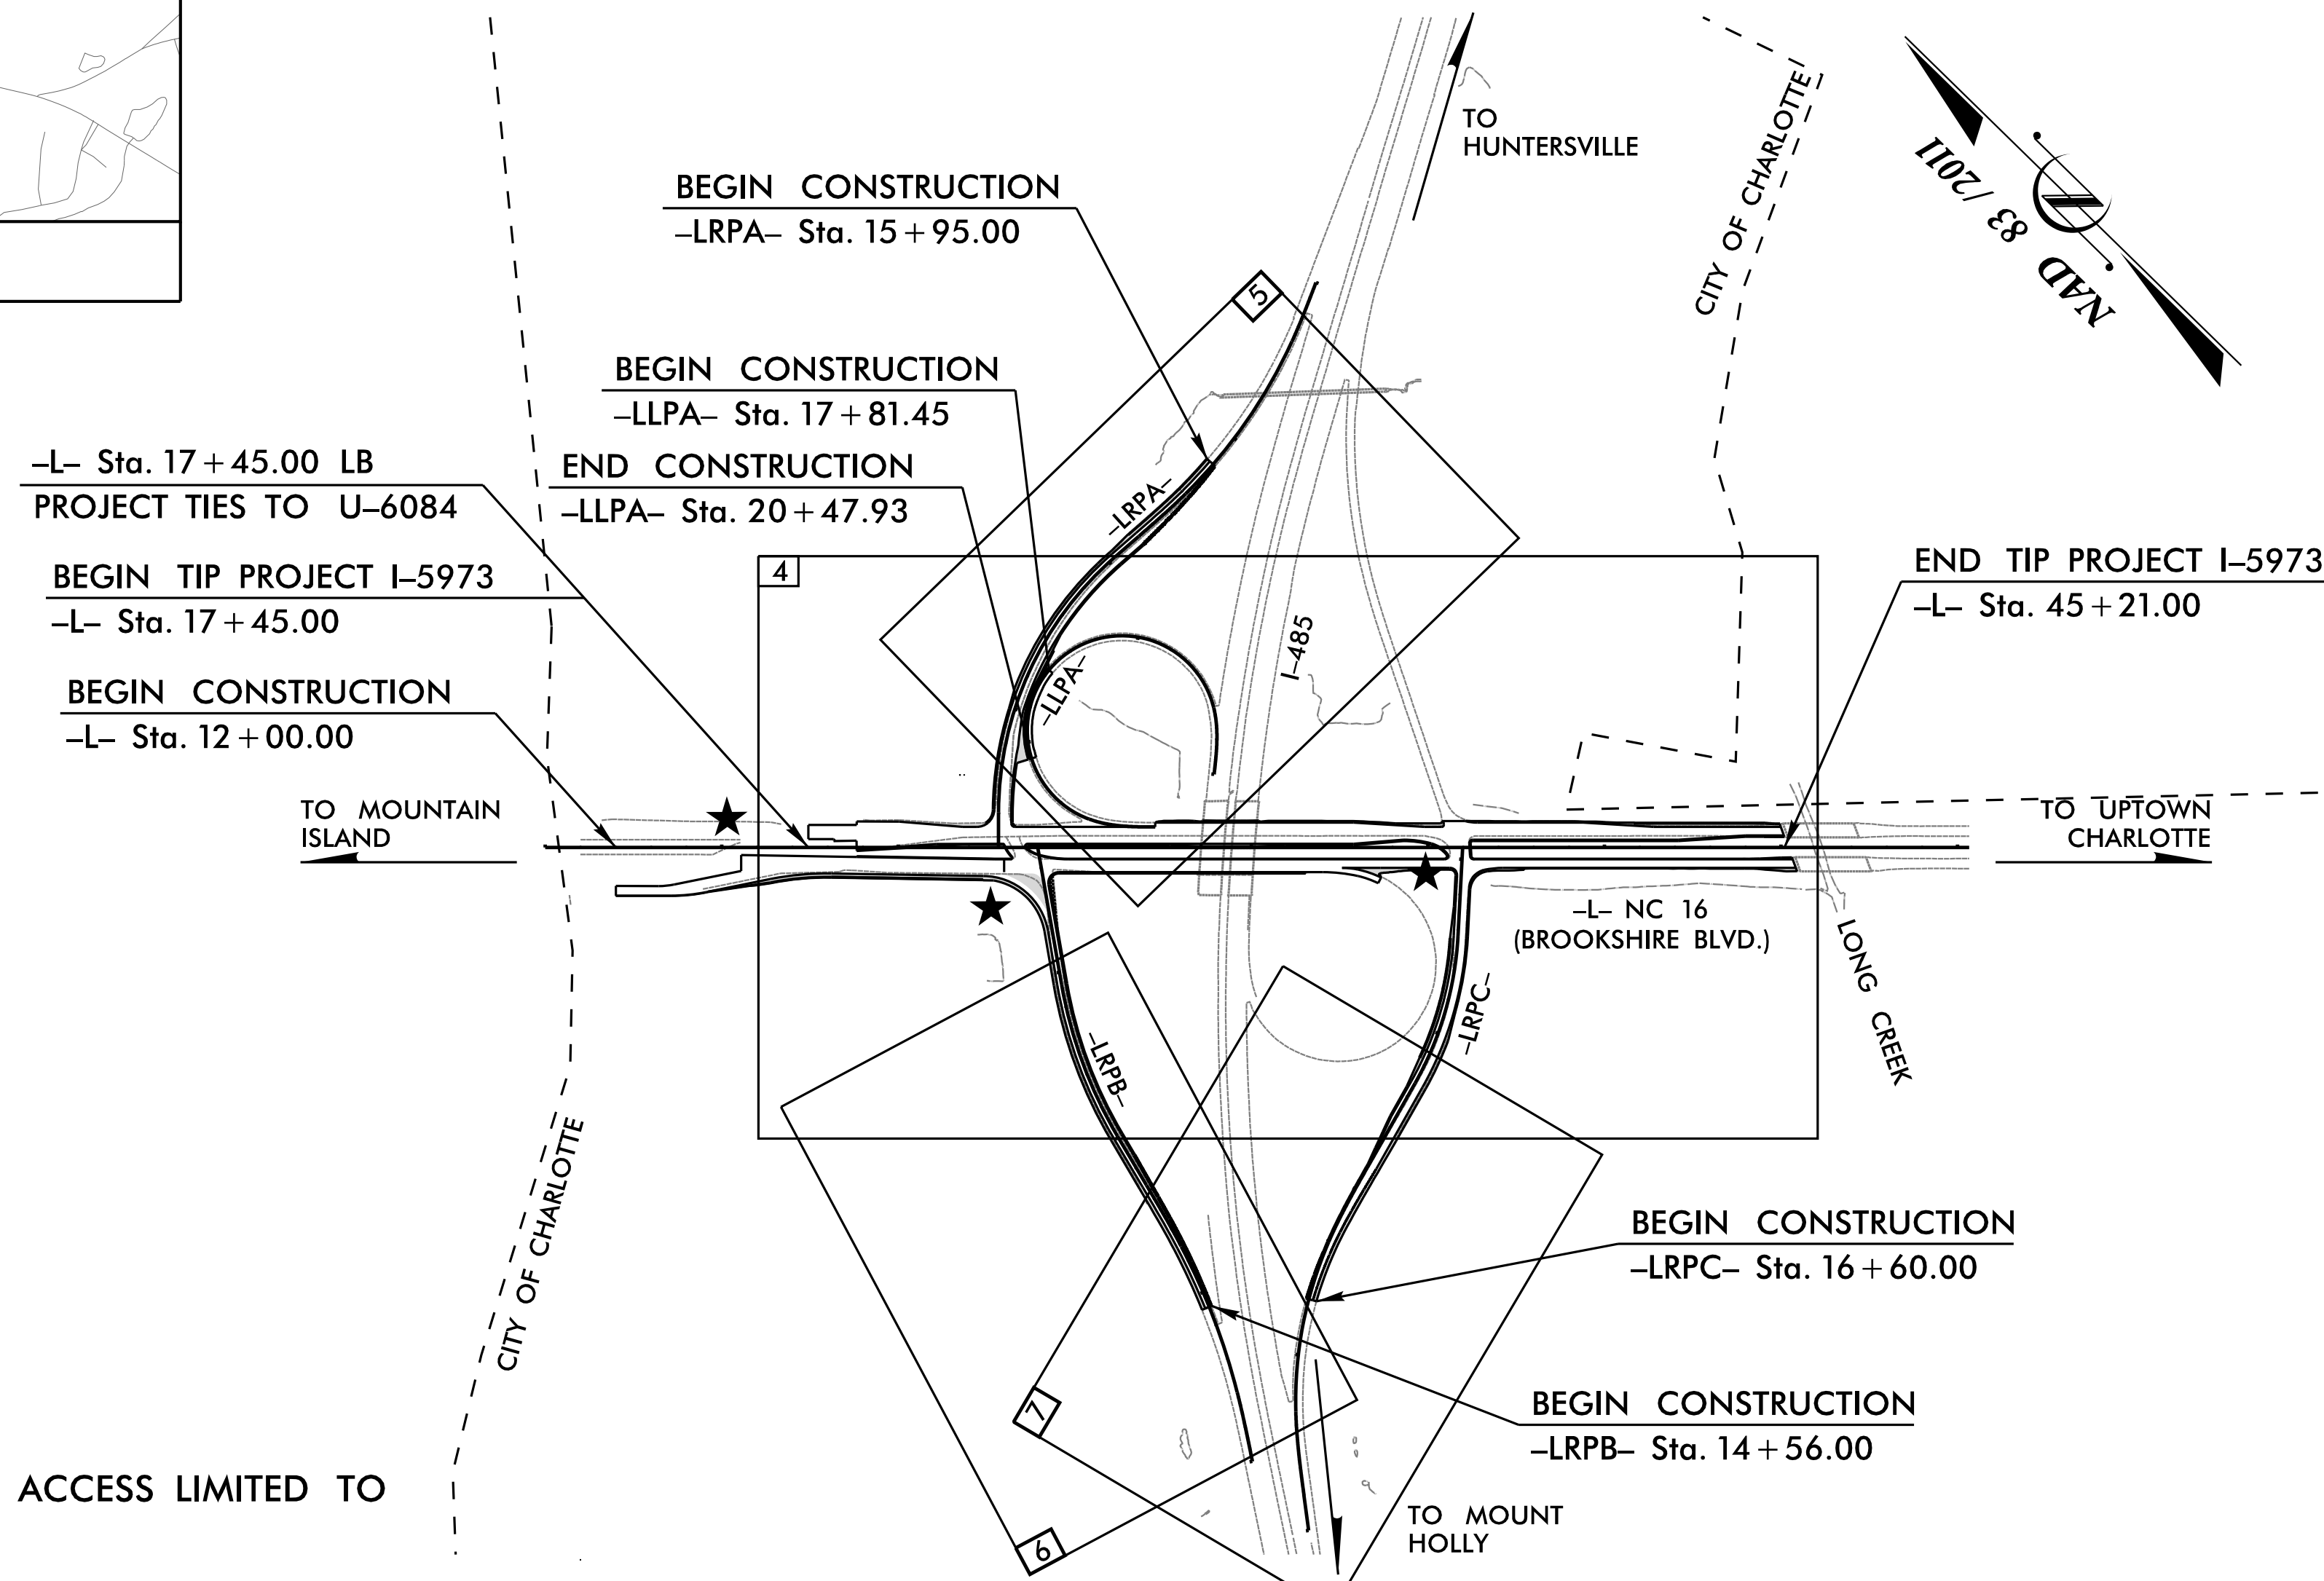 TO
HUNTERSVILLE
CITY OF CHARLOTTE
NAD 83 / 2011
BEGIN CONSTRUCTION
–LRPA– Sta. 15+95.00
5
BEGIN CONSTRUCTION
–LLPA– Sta. 17+81.45
END CONSTRUCTION
–LLPA– Sta. 20+47.93
–L– Sta. 17+45.00 LB
PROJECT TIES TO U–6084
BEGIN TIP PROJECT I–5973
–L– Sta. 17+45.00
BEGIN CONSTRUCTION
–L– Sta. 12+00.00
–LRPA–
4
–LLPA–
I–485
END TIP PROJECT I–5973
–L– Sta. 45+21.00
TO MOUNTAIN
ISLAND
TO UPTOWN
CHARLOTTE
–L– NC 16
(BROOKSHIRE BLVD.)
LONG CREEK
–LRPB–
–LRPC–
CITY OF CHARLOTTE
BEGIN CONSTRUCTION
–LRPC– Sta. 16+60.00
7
BEGIN CONSTRUCTION
–LRPB– Sta. 14+56.00
6
TO MOUNT
HOLLY
ACCESS LIMITED TO